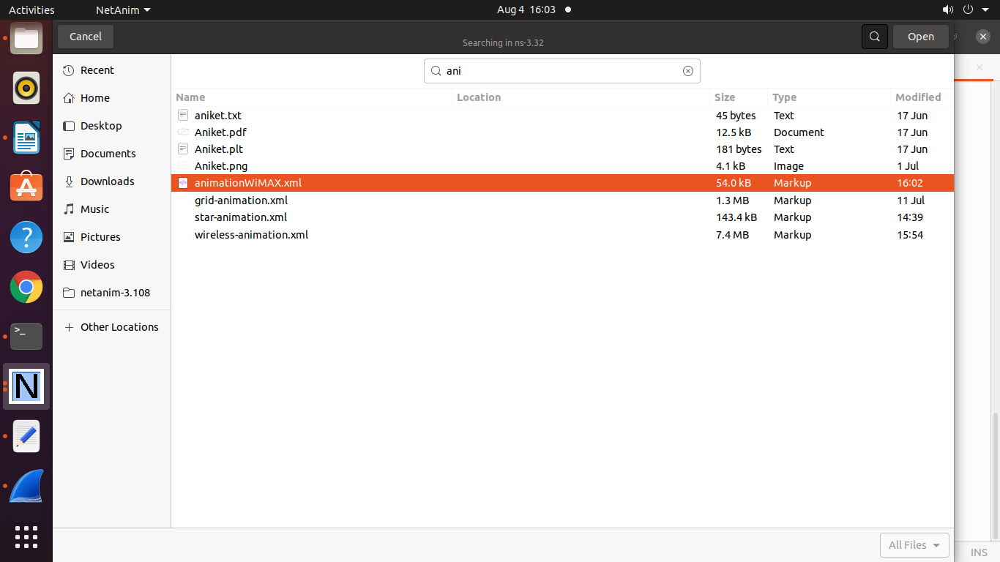 Activities NetAnim Aug 4 16:03
Cancel Searching in ns-3.32 Open
Recent
Home
Desktop
Documents
Downloads
Music
Pictures
Videos
netanim-3.108
Other Locations
ani
Name Location Size Type Modified
aniket.txt 45 bytes Text 17 Jun
Aniket.pdf 12.5 kB Document 17 Jun
Aniket.plt 181 bytes Text 17 Jun
Aniket.png 4.1 kB Image 1 Jul
animationWiMAX.xml 54.0 kB Markup 16:02
grid-animation.xml 1.3 MB Markup 11 Jul
star-animation.xml 143.4 kB Markup 14:39
wireless-animation.xml 7.4 MB Markup 15:54
All Files
INS